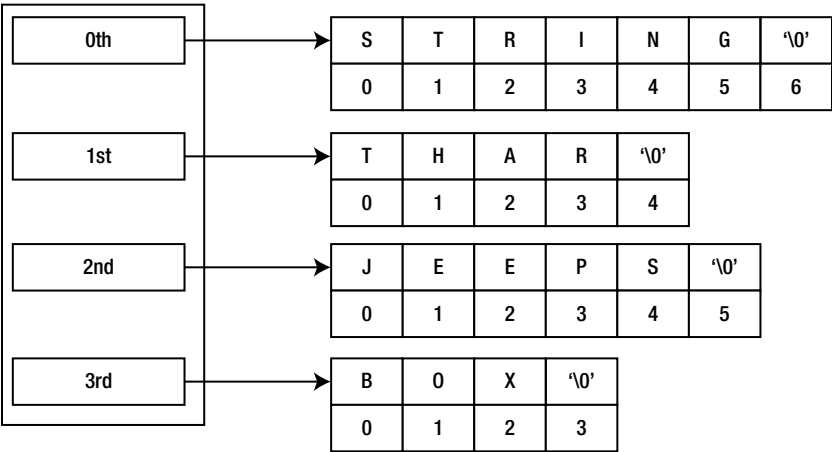 0th S T R I N G ‘\0’
0 1 2 3 4 5 6
1st T H A R ‘\0’
0 1 2 3 4
2nd J E E P S ‘\0’
0 1 2 3 4 5
3rd B O X ‘\0’
0 1 2 3